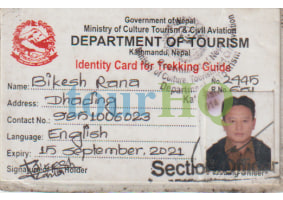 Government of Nepal
Ministry of Culture Tourism & Civil Aviation
DEPARTMENT OF TOURISM
Kathmandu, Nepal
Identity Card for Trekking Guide
No 2445
Name: Bikesh Rana
Address: Dhading
Contact No.:
Language: English
Expiry 15 september, 2021
Signature of the Holder
Section Officer
tourHQ